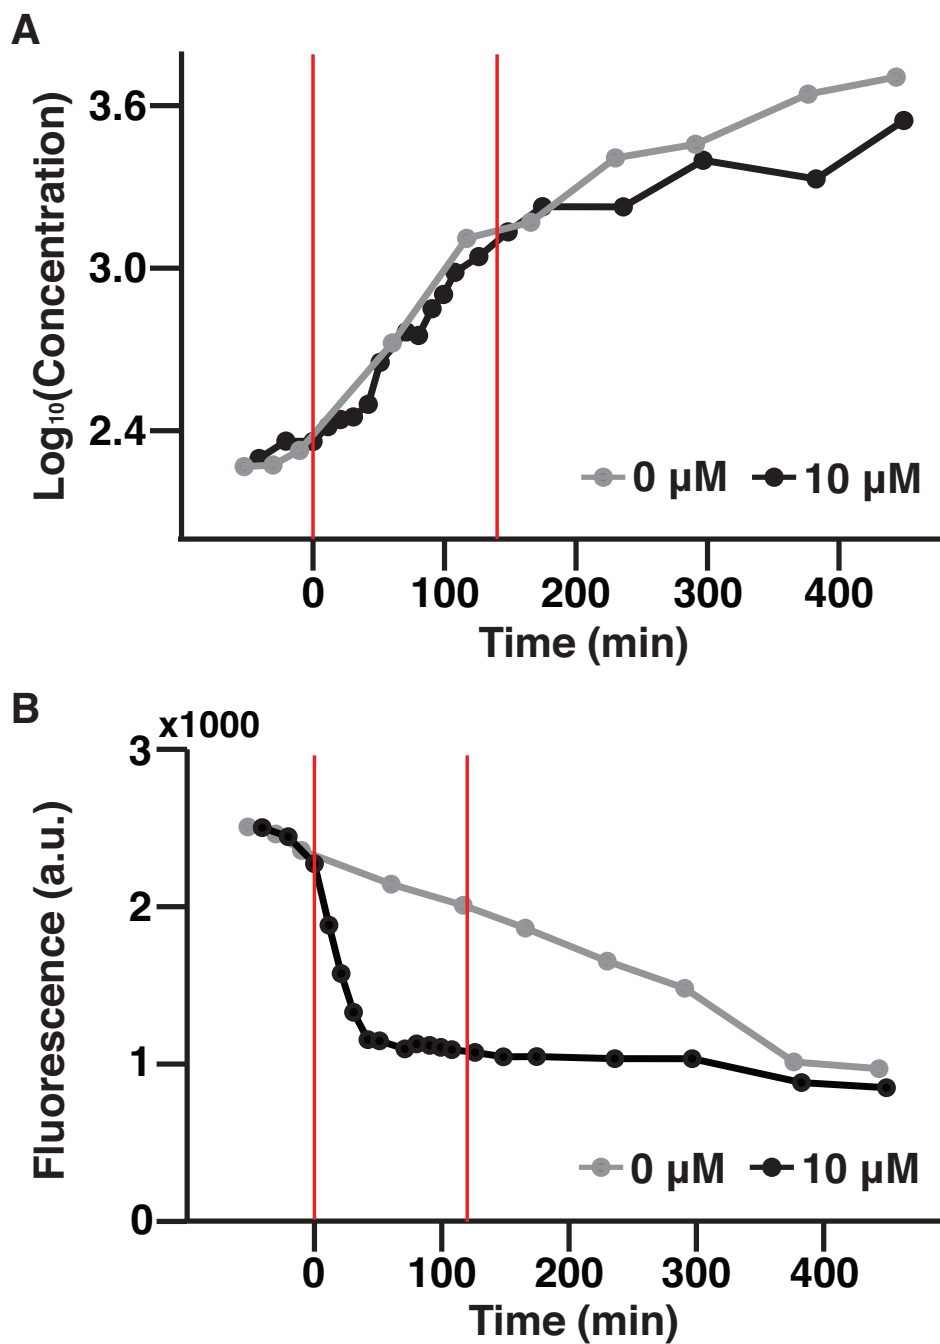 A
Log10(Concentration)
3.6
3.0
2.4
0 µM 10 µM
0 100 200 300 400
Time (min)
B
x1000
Fluorescence (a.u.)
3
2
1
0
0 µM 10 µM
0 100 200 300 400
Time (min)